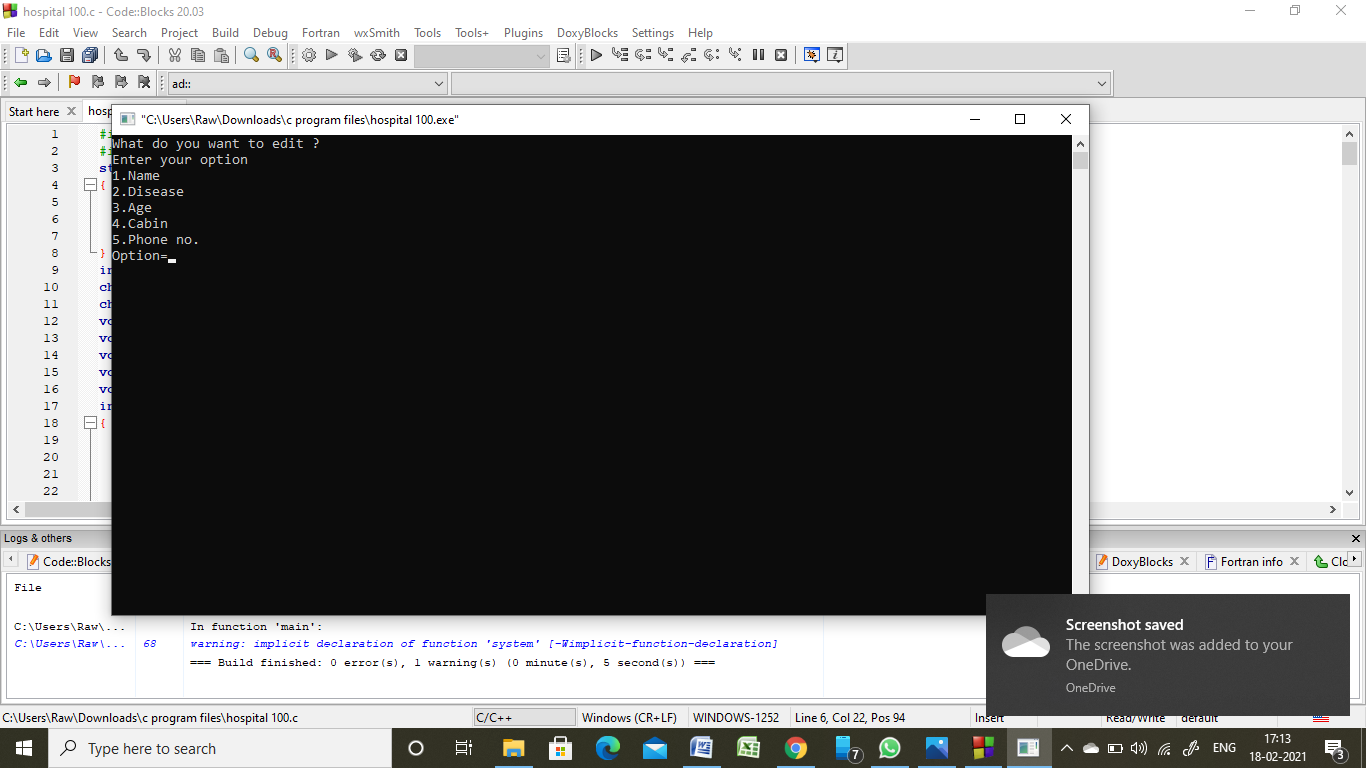 hospital 100.c - Code::Blocks 20.03
File Edit View Search Project Build Debug Fortran wxSmith Tools Tools+ Plugins DoxyBlocks Settings Help
ad::
Start here
"C:\Users\Raw\Downloads\c program files\hospital 100.exe"
What do you want to edit ?
Enter your option
1.Name
2.Disease
3.Age
4.Cabin
5.Phone no.
Option=
1
2
3
4 {
5
6
7
8 }
9
10
11
12
13
14
15
16
17
18 {
19
20
21
22
Logs & others
Code::Blocks DoxyBlocks Fortran info
File
C:\Users\Raw\... In function 'main':
C:\Users\Raw\... 68 warning: implicit declaration of function 'system' [-Wimplicit-function-declaration]
=== Build finished: 0 error(s), 1 warning(s) (0 minute(s), 5 second(s)) ===
Screenshot saved
The screenshot was added to your
OneDrive.
OneDrive
C:\Users\Raw\Downloads\c program files\hospital 100.c C/C++ Windows (CR+LF) WINDOWS-1252 Line 6, Col 22, Pos 94 Insert Read/Write default
Type here to search
7
ENG
17:13
18-02-2021
3